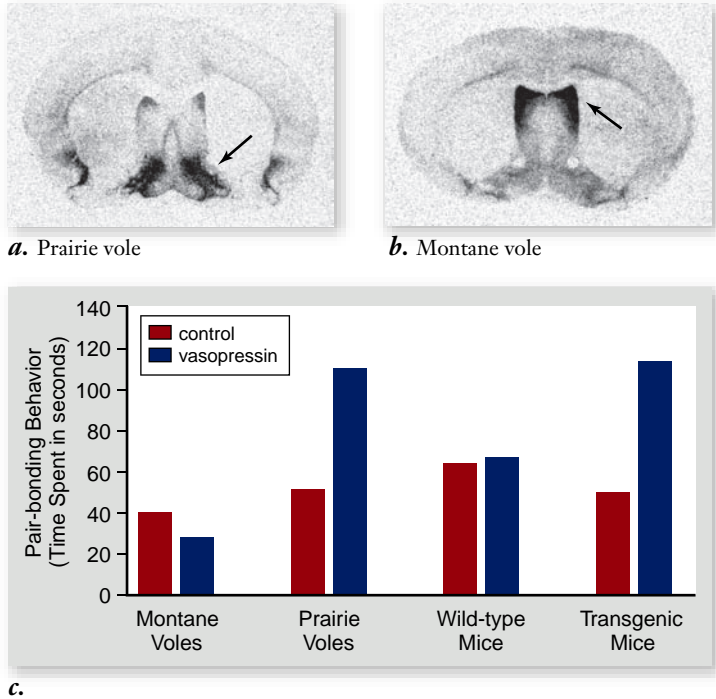 a. Prairie vole
b. Montane vole
Pair-bonding Behavior
(Time Spent in seconds)
140
120
100
80
60
40
20
0
control
vasopressin
Montane
Voles
Prairie
Voles
Wild-type
Mice
Transgenic
Mice
c.